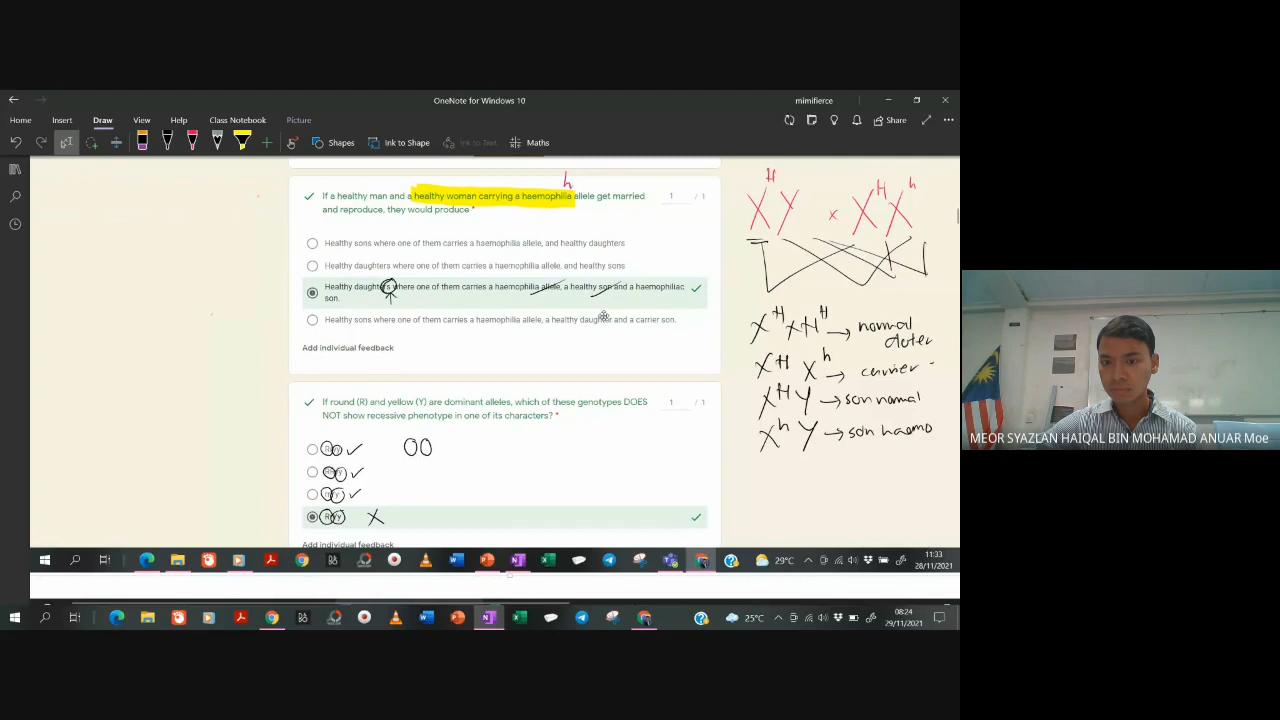 OneNote for Windows 10
mimifierce
Home Insert Draw View Help Class Notebook Picture
Share
Shapes Ink to Shape Ink to Text Maths
h
If a healthy man and a healthy woman carrying a haemophilia allele get married
and reproduce, they would produce *
1 / 1
Healthy sons where one of them carries a haemophilia allele, and healthy daughters
Healthy daughters where one of them carries a haemophilia allele, and healthy sons
Healthy daughters where one of them carries a haemophilia allele, a healthy son and a haemophiliac
son.
Healthy sons where one of them carries a haemophilia allele, a healthy daughter and a carrier son.
Add individual feedback
If round (R) and yellow (Y) are dominant alleles, which of these genotypes DOES
NOT show recessive phenotype in one of its characters? *
1 / 1
Add individual feedback
X^H Y x X^H X^h
X^H X^H → normal
X^H X^h → carrier
X^H Y → son normal
X^h Y → son haemo
MEOR SYAZLAN HAIQAL BIN MOHAMAD ANUAR Moe
29°C
11:33
28/11/2021
25°C
08:24
29/11/2021